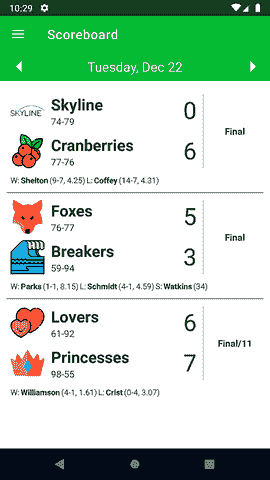 10:29
Scoreboard
Tuesday, Dec 22
SKYLINE
Skyline 0
74-79
Final
Cranberries 6
77-76
W: Shelton (9-7, 4.25) L: Coffey (14-7, 4.31)
Foxes 5
76-77
Final
Breakers 3
59-94
W: Parks (1-1, 8.15) L: Schmidt (4-1, 4.59) S: Watkins (34)
Lovers 6
61-92
Final/11
Princesses 7
98-55
W: Williamson (4-1, 1.61) L: Crist (0-4, 3.07)